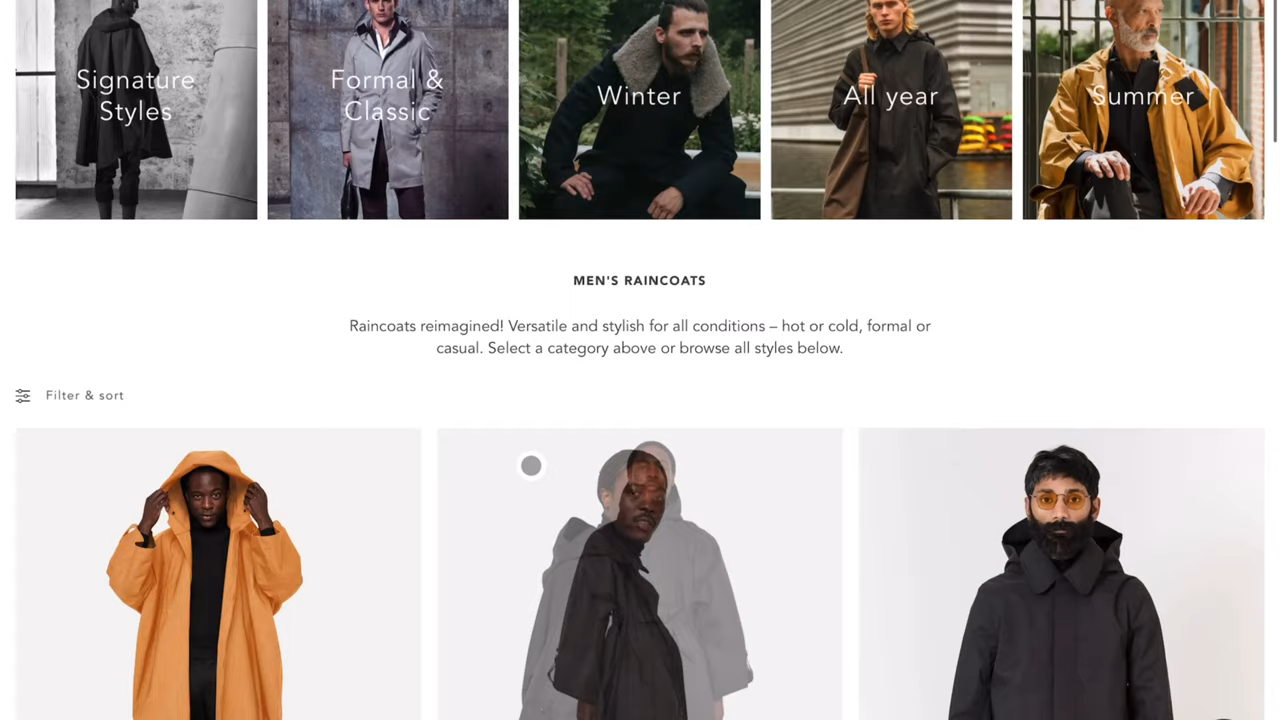 Signature
Styles
Formal &
Classic
Winter
All year
Summer
MEN'S RAINCOATS
Raincoats reimagined! Versatile and stylish for all conditions – hot or cold, formal or
casual. Select a category above or browse all styles below.
Filter & sort